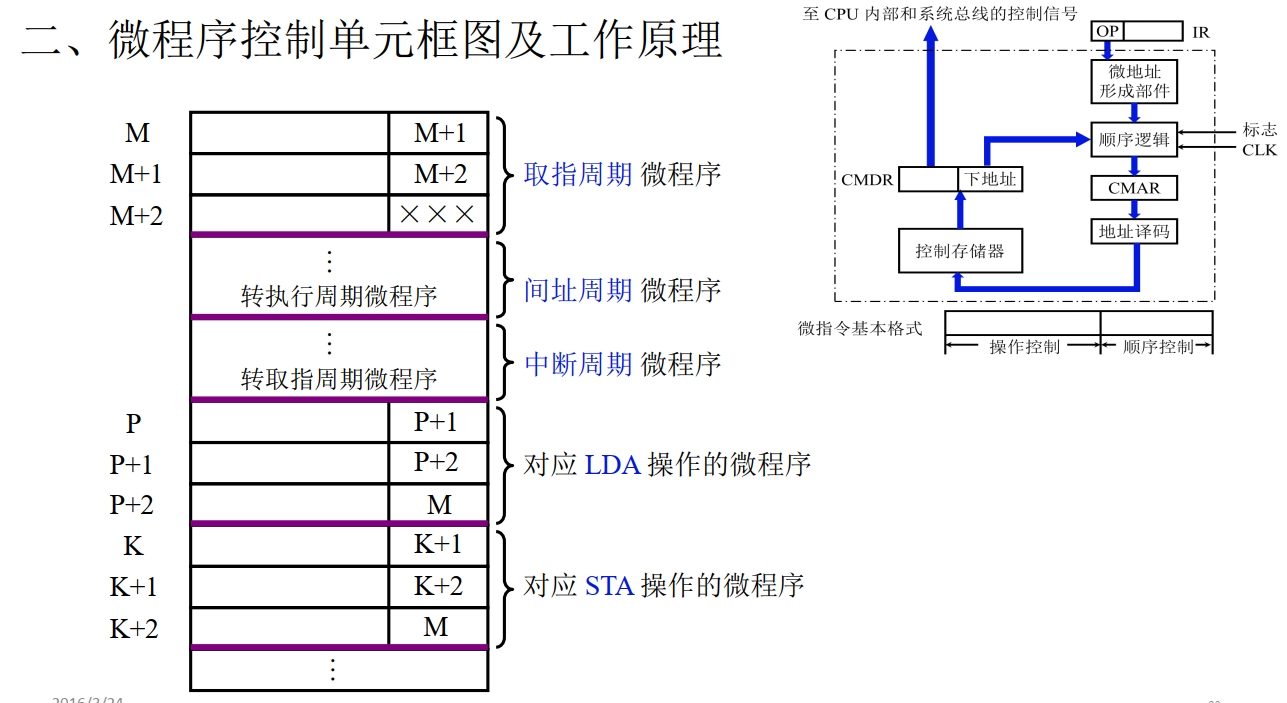 二、微程序控制单元框图及工作原理
至 CPU 内部和系统总线的控制信号
OP
IR
微地址
形成部件
顺序逻辑
标志
CLK
CMDR
下地址
CMAR
控制存储器
地址译码
微指令基本格式
操作控制
顺序控制
M
M+1
M+1
M+2
取指周期 微程序
M+2
×××
⋮
转执行周期微程序
间址周期 微程序
⋮
转取指周期微程序
中断周期 微程序
P
P+1
P+1
P+2
对应 LDA 操作的微程序
P+2
M
K
K+1
K+1
K+2
对应 STA 操作的微程序
K+2
M
⋮